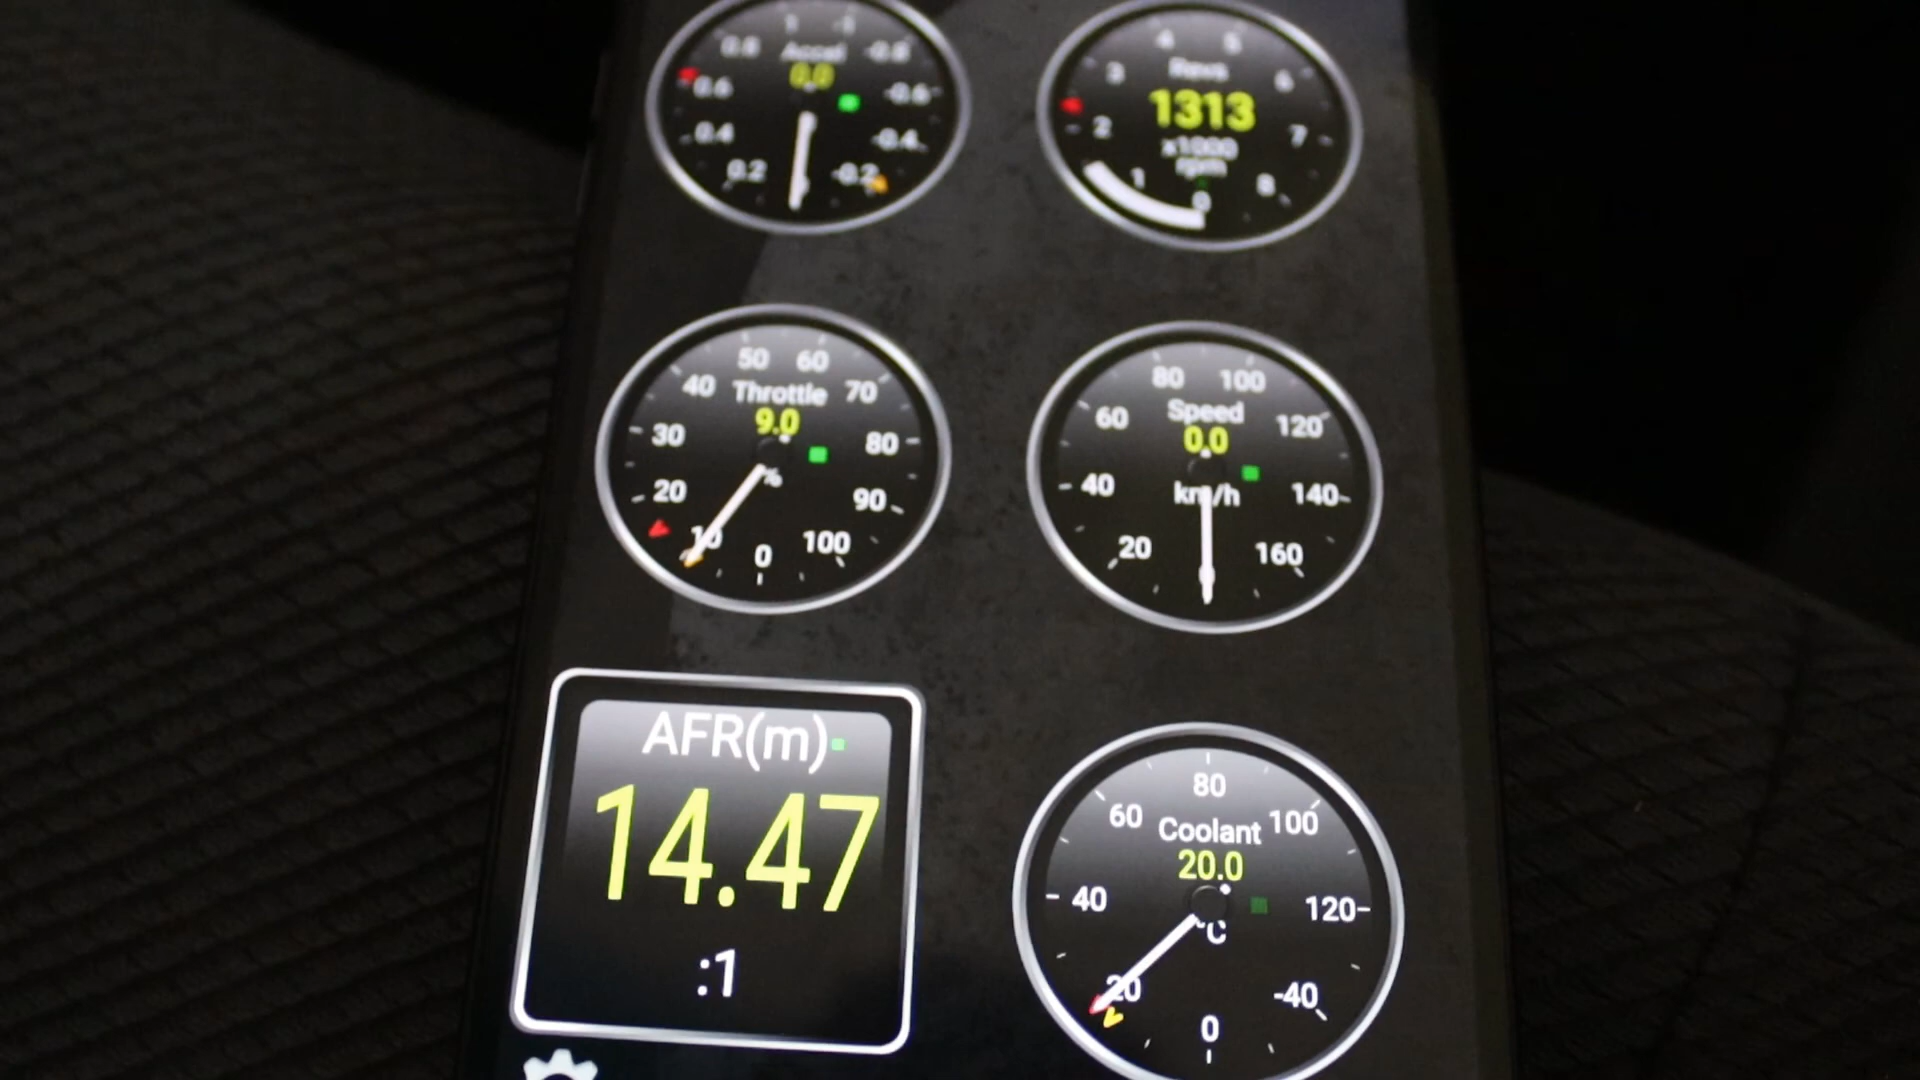 1 -1
0.8 Accel -0.8
0.0
0.6 -0.6
0.4 -0.4
0.2 -0.2
4 5
3 Revs 6
1313
2 7
x1000
rpm
1 8
0
50 60
40 Throttle 70
9.0
30 80
%
20 90
10 0 100
80 100
60 Speed 120
0.0
40 km/h 140
20 160
AFR(m)
14.47
:1
80
60 Coolant 100
20.0
40 120
°C
20 -40
0